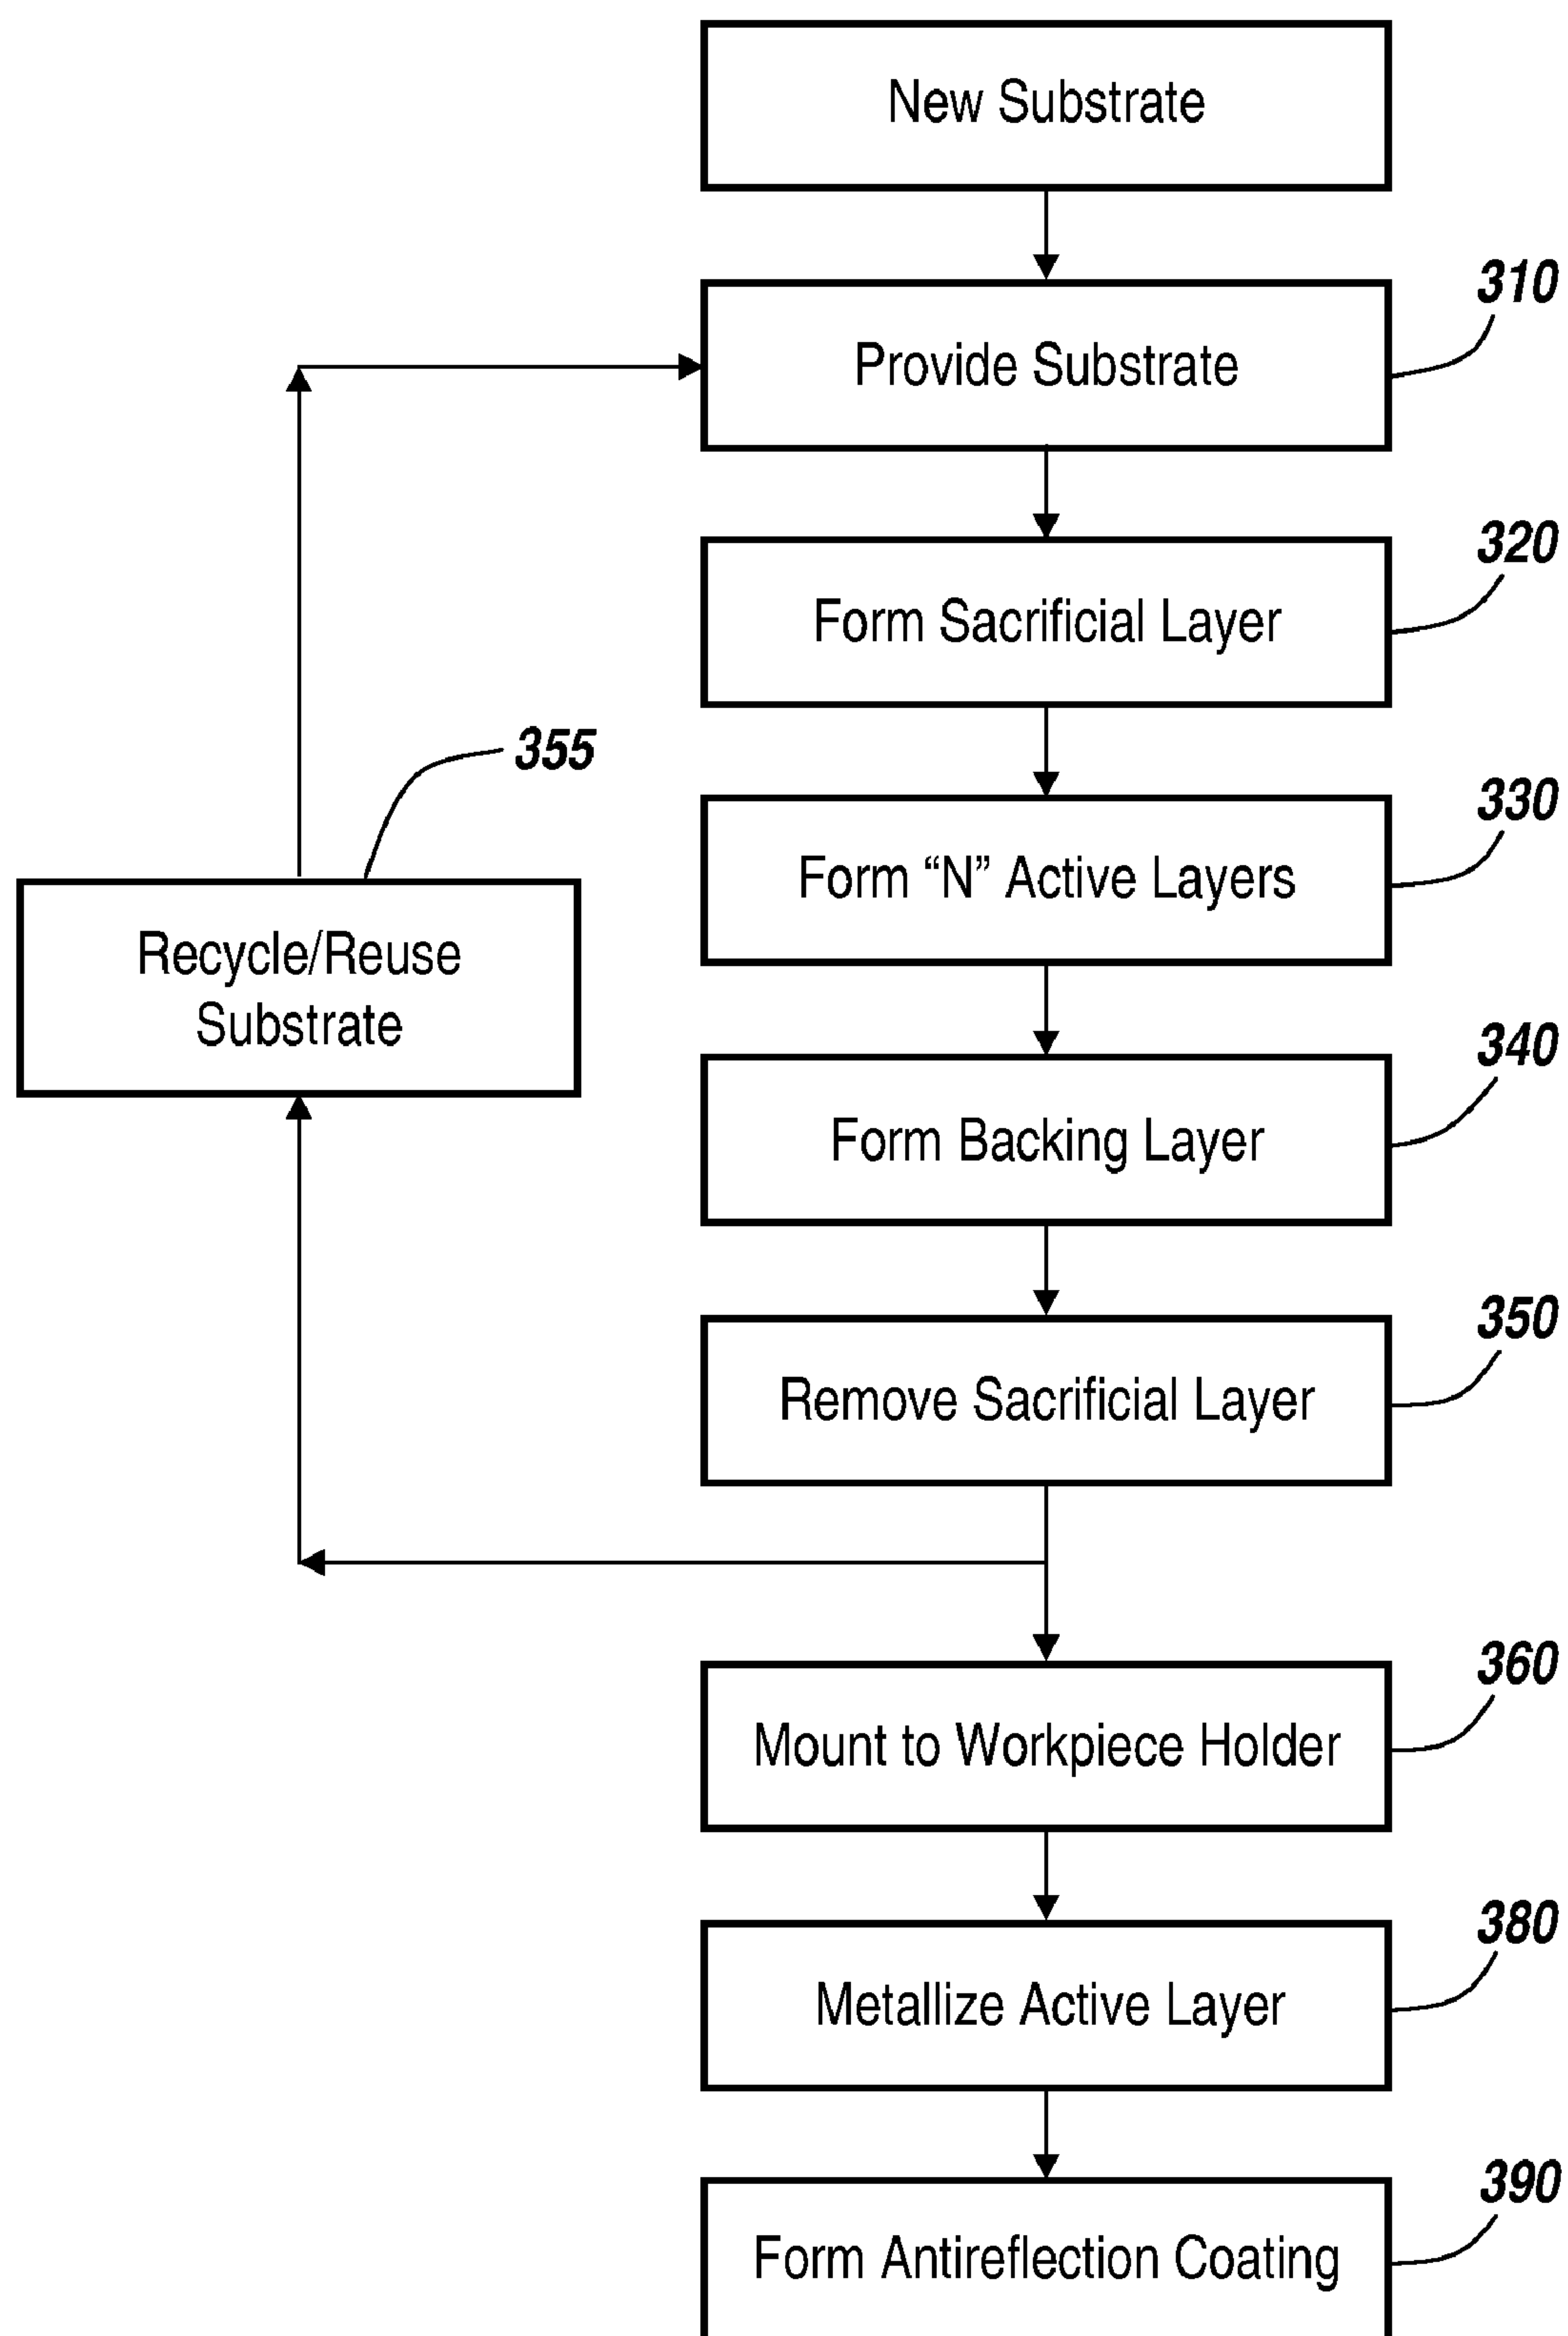 New Substrate
310
Provide Substrate
320
Form Sacrificial Layer
330
Form “N” Active Layers
355
Recycle/Reuse
Substrate
340
Form Backing Layer
350
Remove Sacrificial Layer
360
Mount to Workpiece Holder
380
Metallize Active Layer
390
Form Antireflection Coating